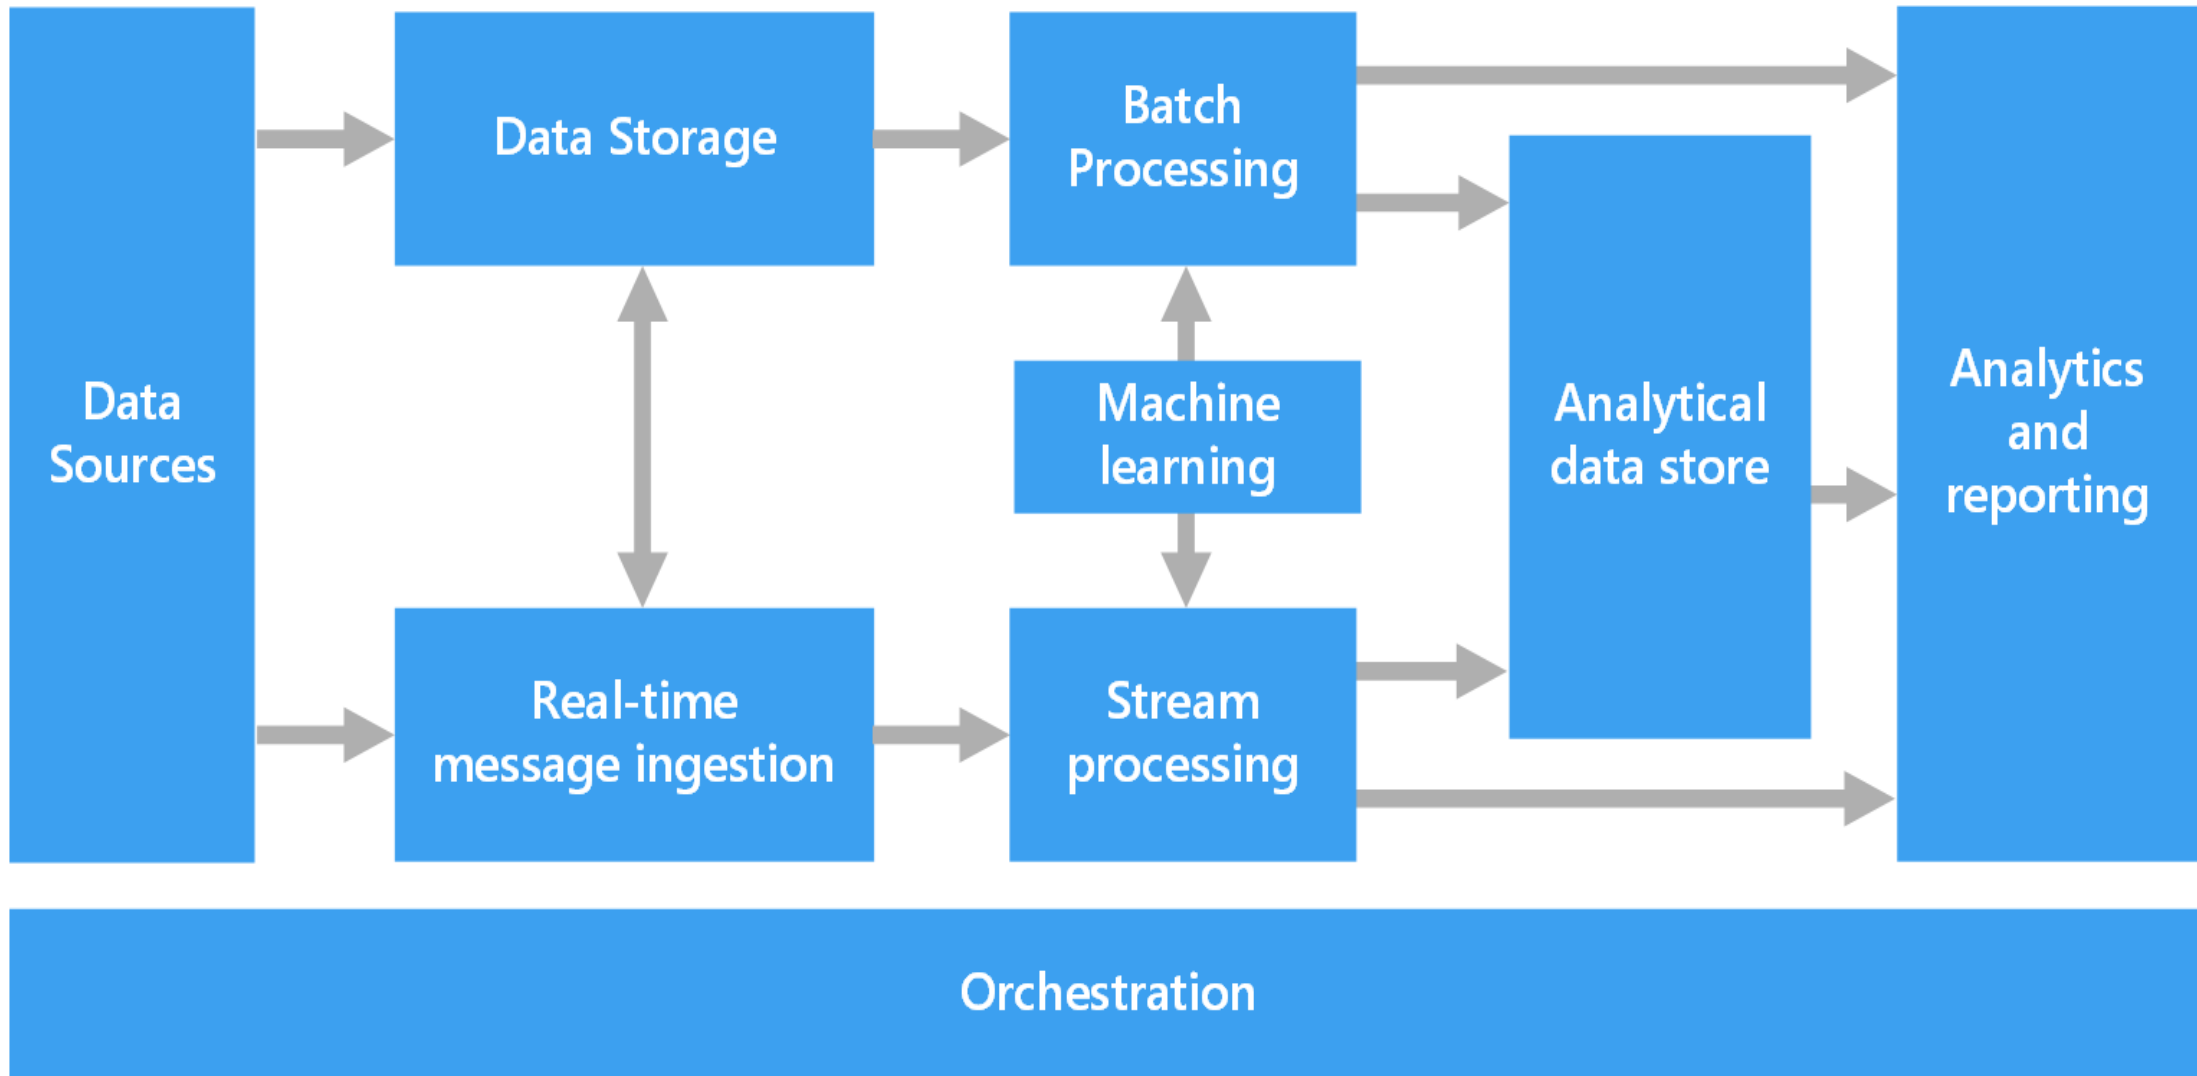 Data
Sources
Data Storage
Real-time
message ingestion
Batch
Processing
Machine
learning
Stream
processing
Analytical
data store
Analytics
and
reporting
Orchestration